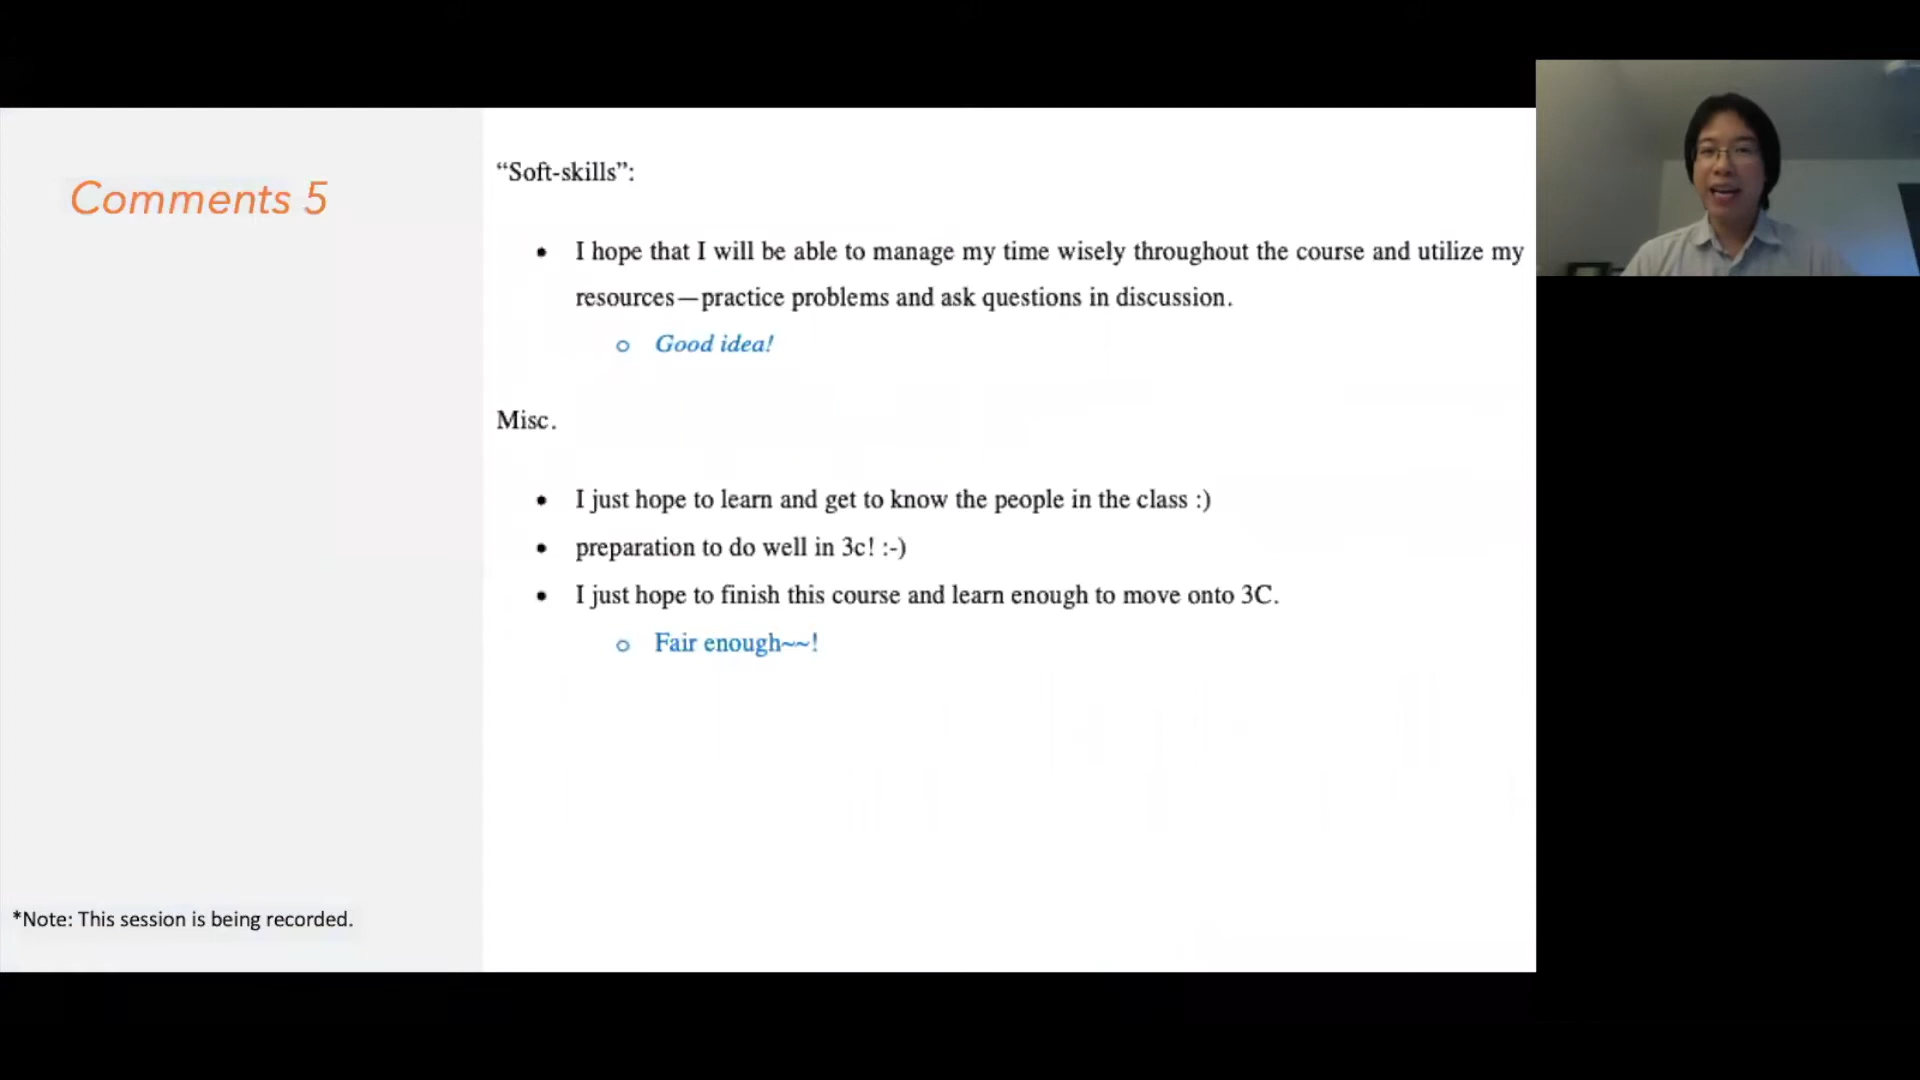 Comments 5
“Soft-skills”:
• I hope that I will be able to manage my time wisely throughout the course and utilize my
resources—practice problems and ask questions in discussion.
o Good idea!
Misc.
• I just hope to learn and get to know the people in the class :)
• preparation to do well in 3c! :-)
• I just hope to finish this course and learn enough to move onto 3C.
o Fair enough~~!
*Note: This session is being recorded.